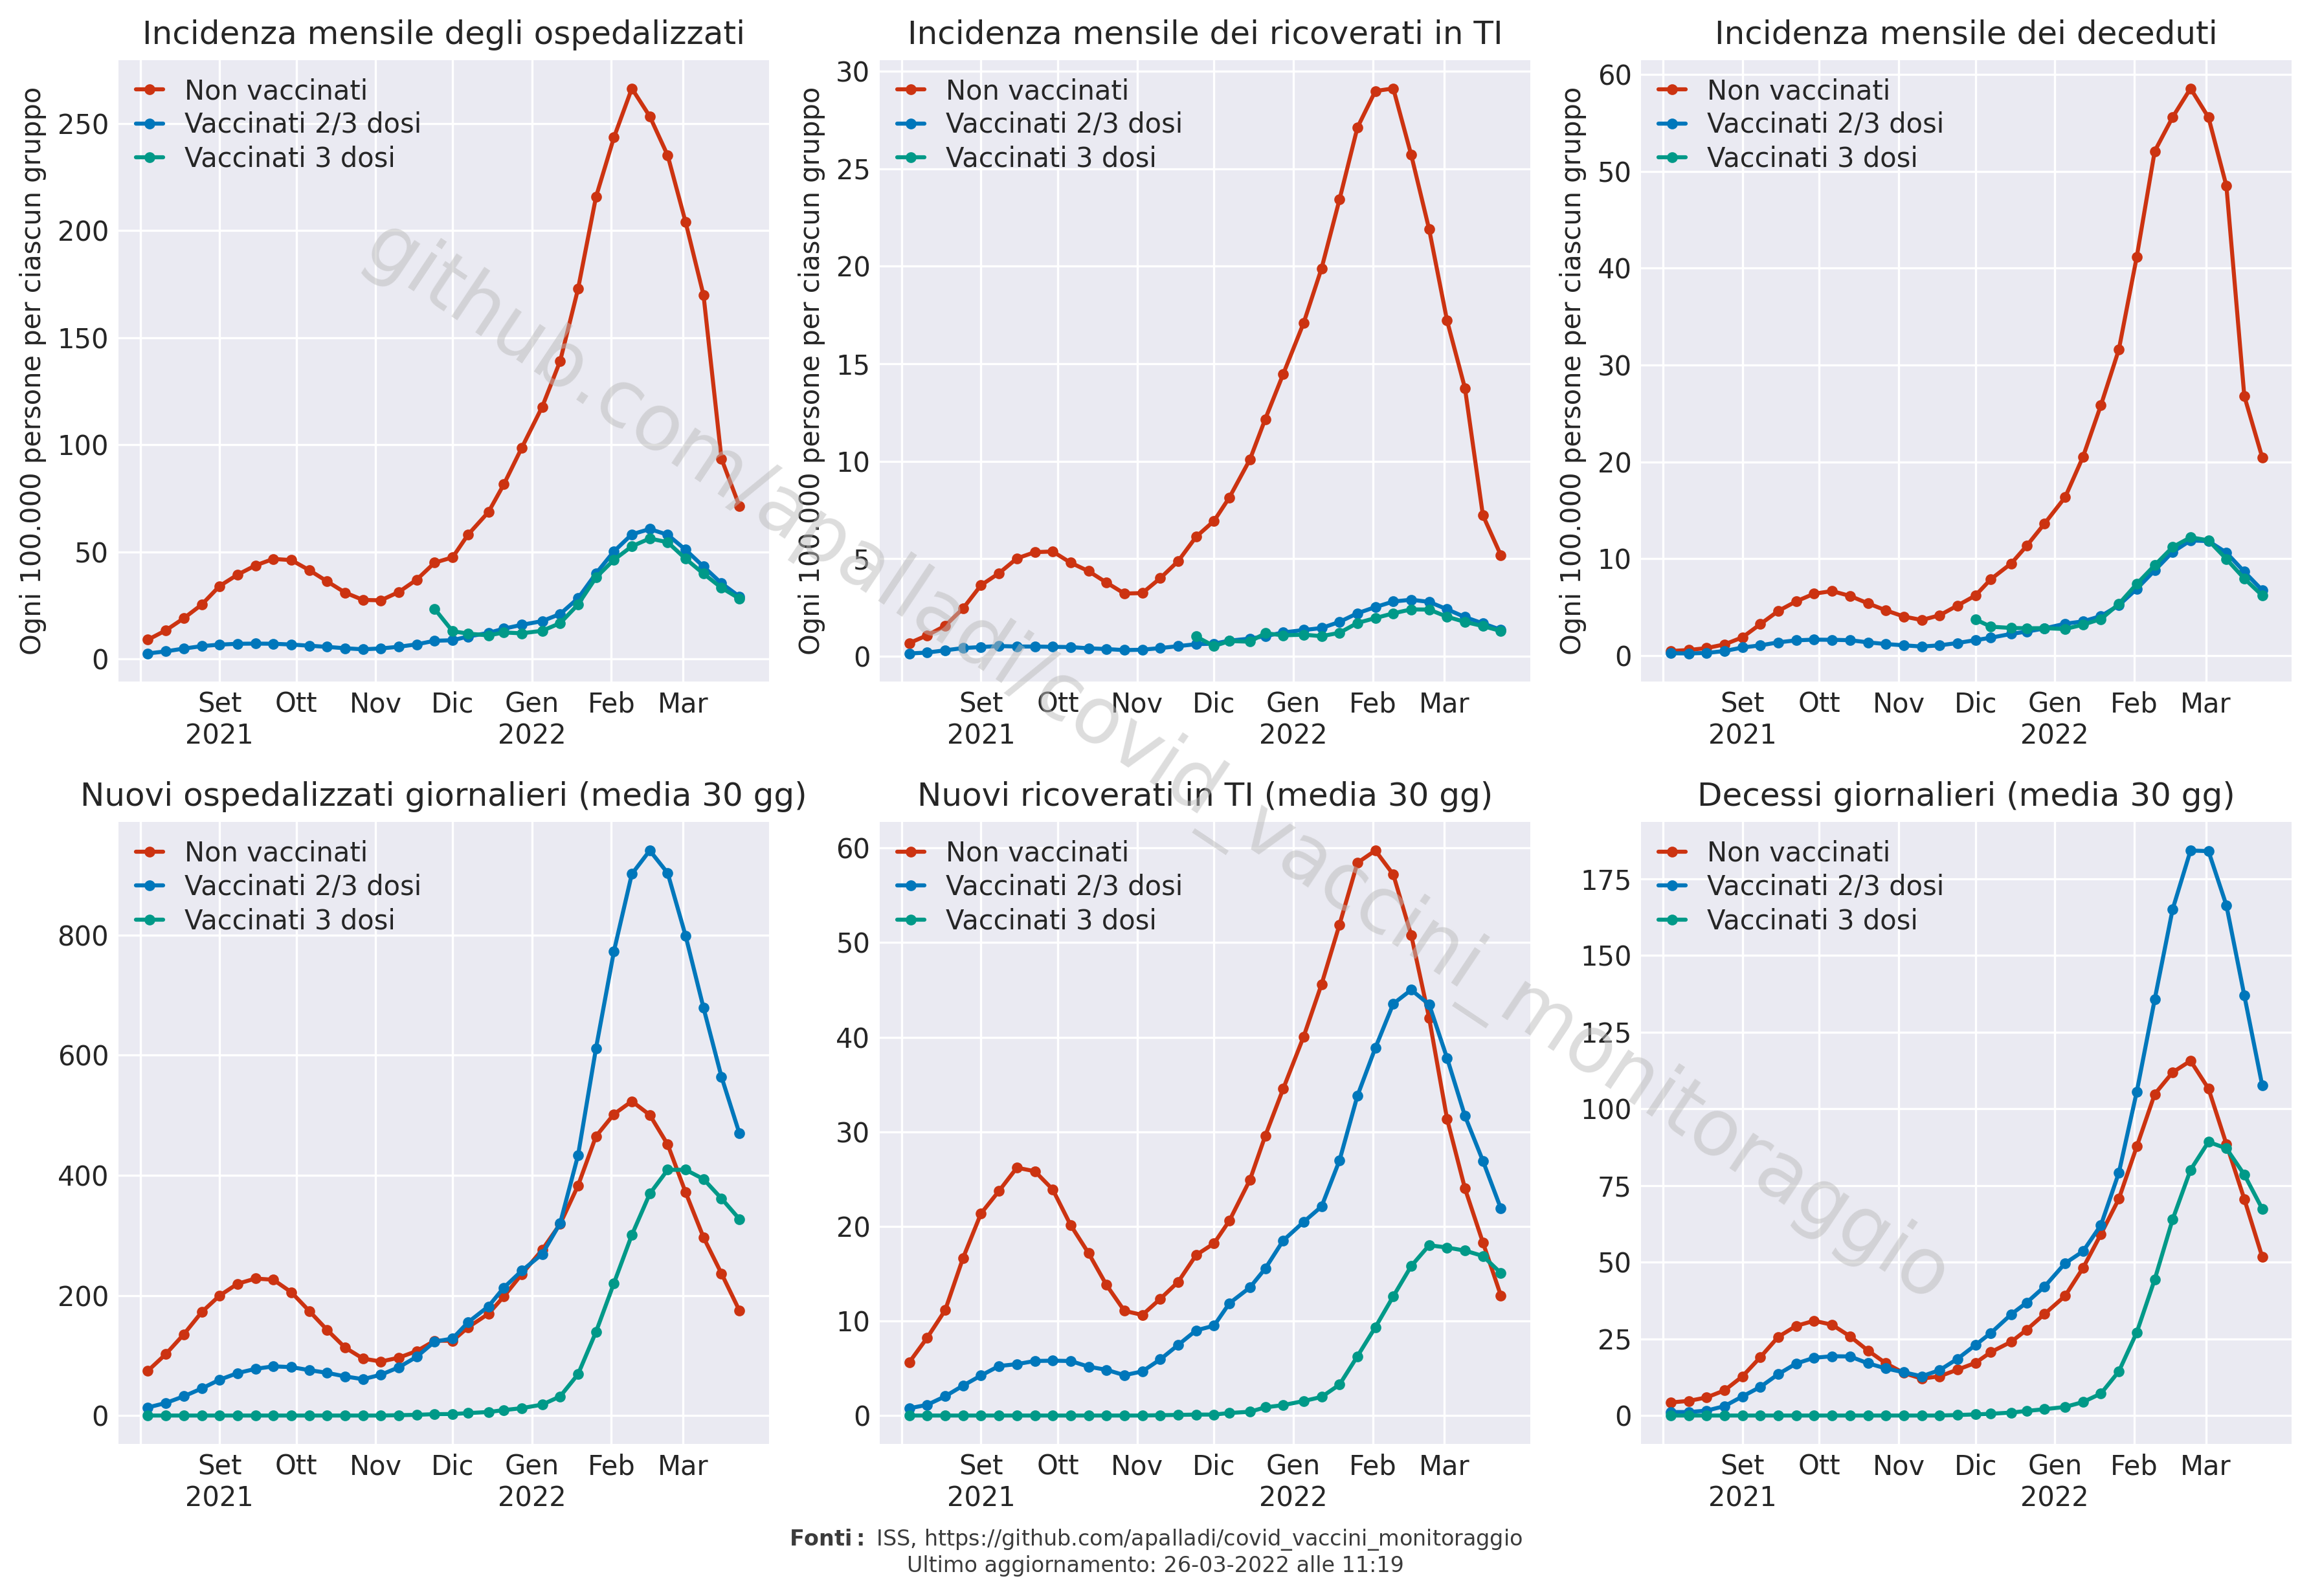 Incidenza mensile degli ospedalizzati
Ogni 100.000 persone per ciascun gruppo
Non vaccinati
Vaccinati 2/3 dosi
Vaccinati 3 dosi
250
200
150
100
50
0
Set Ott Nov Dic Gen Feb Mar
2021 2022
Incidenza mensile dei ricoverati in TI
Ogni 100.000 persone per ciascun gruppo
Non vaccinati
Vaccinati 2/3 dosi
Vaccinati 3 dosi
30
25
20
15
10
5
0
Set Ott Nov Dic Gen Feb Mar
2021 2022
Incidenza mensile dei deceduti
Ogni 100.000 persone per ciascun gruppo
Non vaccinati
Vaccinati 2/3 dosi
Vaccinati 3 dosi
60
50
40
30
20
10
0
Set Ott Nov Dic Gen Feb Mar
2021 2022
Nuovi ospedalizzati giornalieri (media 30 gg)
Non vaccinati
Vaccinati 2/3 dosi
Vaccinati 3 dosi
800
600
400
200
0
Set Ott Nov Dic Gen Feb Mar
2021 2022
Nuovi ricoverati in TI (media 30 gg)
Non vaccinati
Vaccinati 2/3 dosi
Vaccinati 3 dosi
60
50
40
30
20
10
0
Set Ott Nov Dic Gen Feb Mar
2021 2022
Decessi giornalieri (media 30 gg)
Non vaccinati
Vaccinati 2/3 dosi
Vaccinati 3 dosi
175
150
125
100
75
50
25
0
Set Ott Nov Dic Gen Feb Mar
2021 2022
github.com/apalladi/covid_vaccini_monitoraggio
Fonti: ISS, https://github.com/apalladi/covid_vaccini_monitoraggio
Ultimo aggiornamento: 26-03-2022 alle 11:19